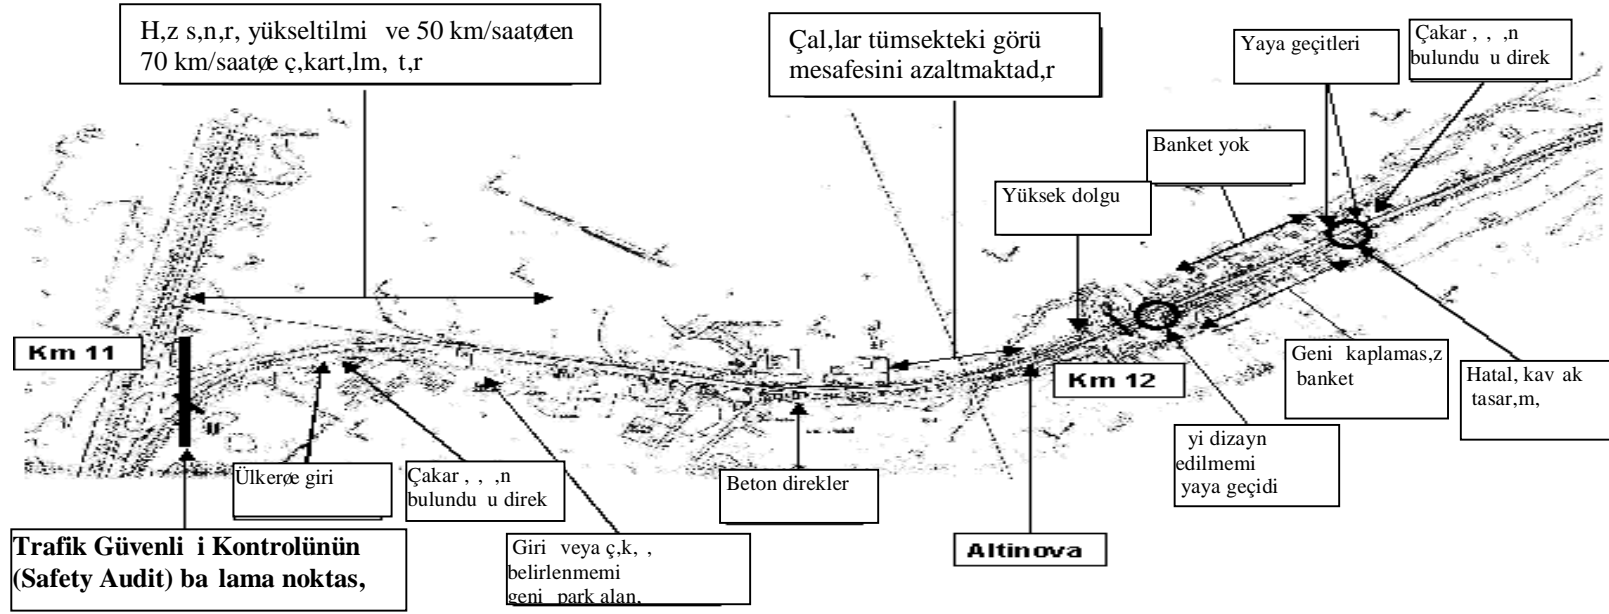 H,z s,n,r, yükseltilmi ve 50 km/saatøten
70 km/saatøe ç,kart,lm, t,r
Çal,lar tümsekteki görü
mesafesini azaltmaktad,r
Yaya geçitleri
Çakar , , ,n
bulundu u direk
Banket yok
Yüksek dolgu
Km 11
Km 12
Geni kaplamas,z
banket
Hatal, kav ak
tasar,m,
yi dizayn
edilmemi
yaya geçidi
Ülkerøe giri
Çakar , , ,n
bulundu u direk
Beton direkler
Altinova
Trafik Güvenli i Kontrolünün
(Safety Audit) ba lama noktas,
Giri veya ç,k, ,
belirlenmemi
geni park alan,